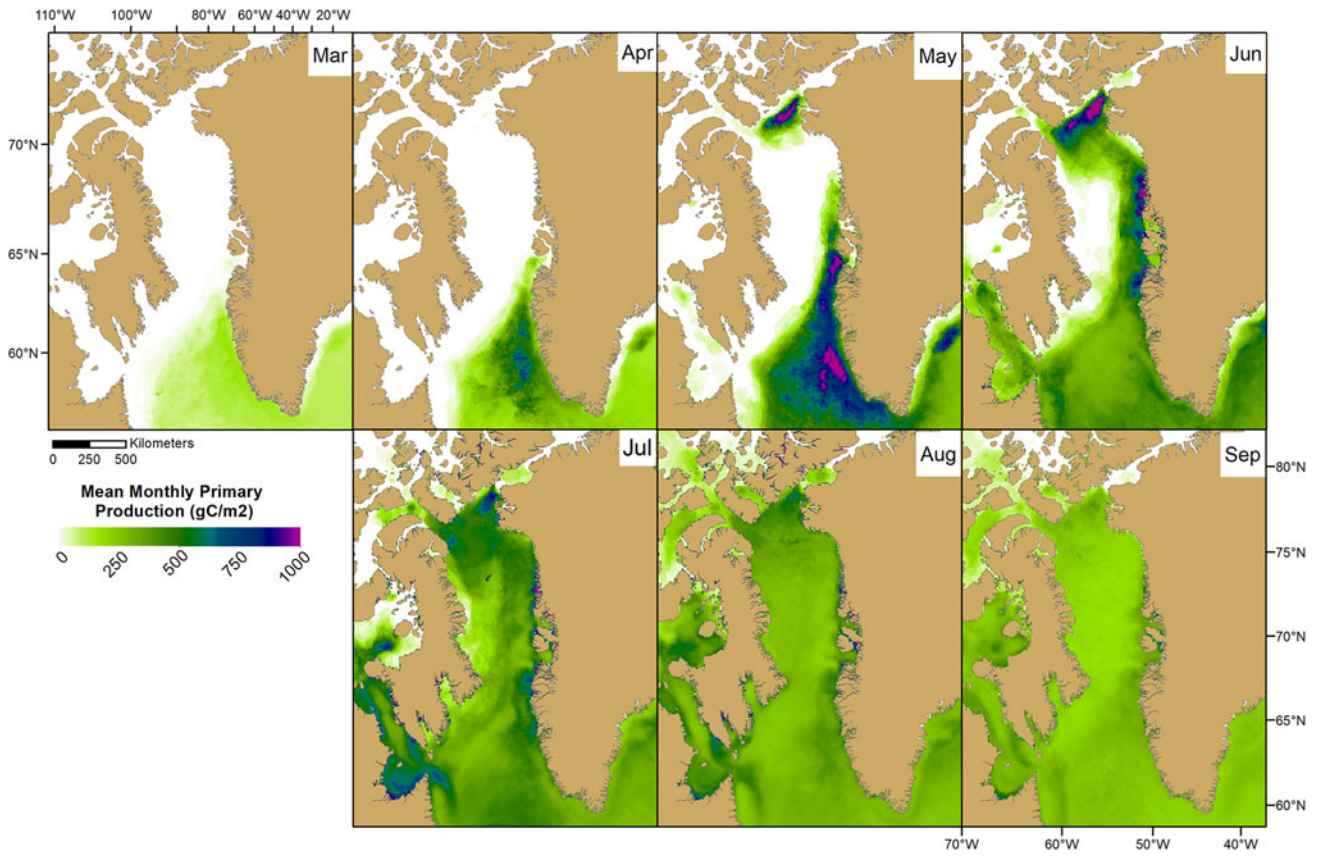 110°W 100°W 80°W 60°W 40°W 20°W
Mar
Apr
May
Jun
70°N
65°N
60°N
Kilometers
0 250 500
Mean Monthly Primary
Production (gC/m2)
0 250 500 750 1000
Jul
Aug
Sep
80°N
75°N
70°N
65°N
60°N
70°W 60°W 50°W 40°W